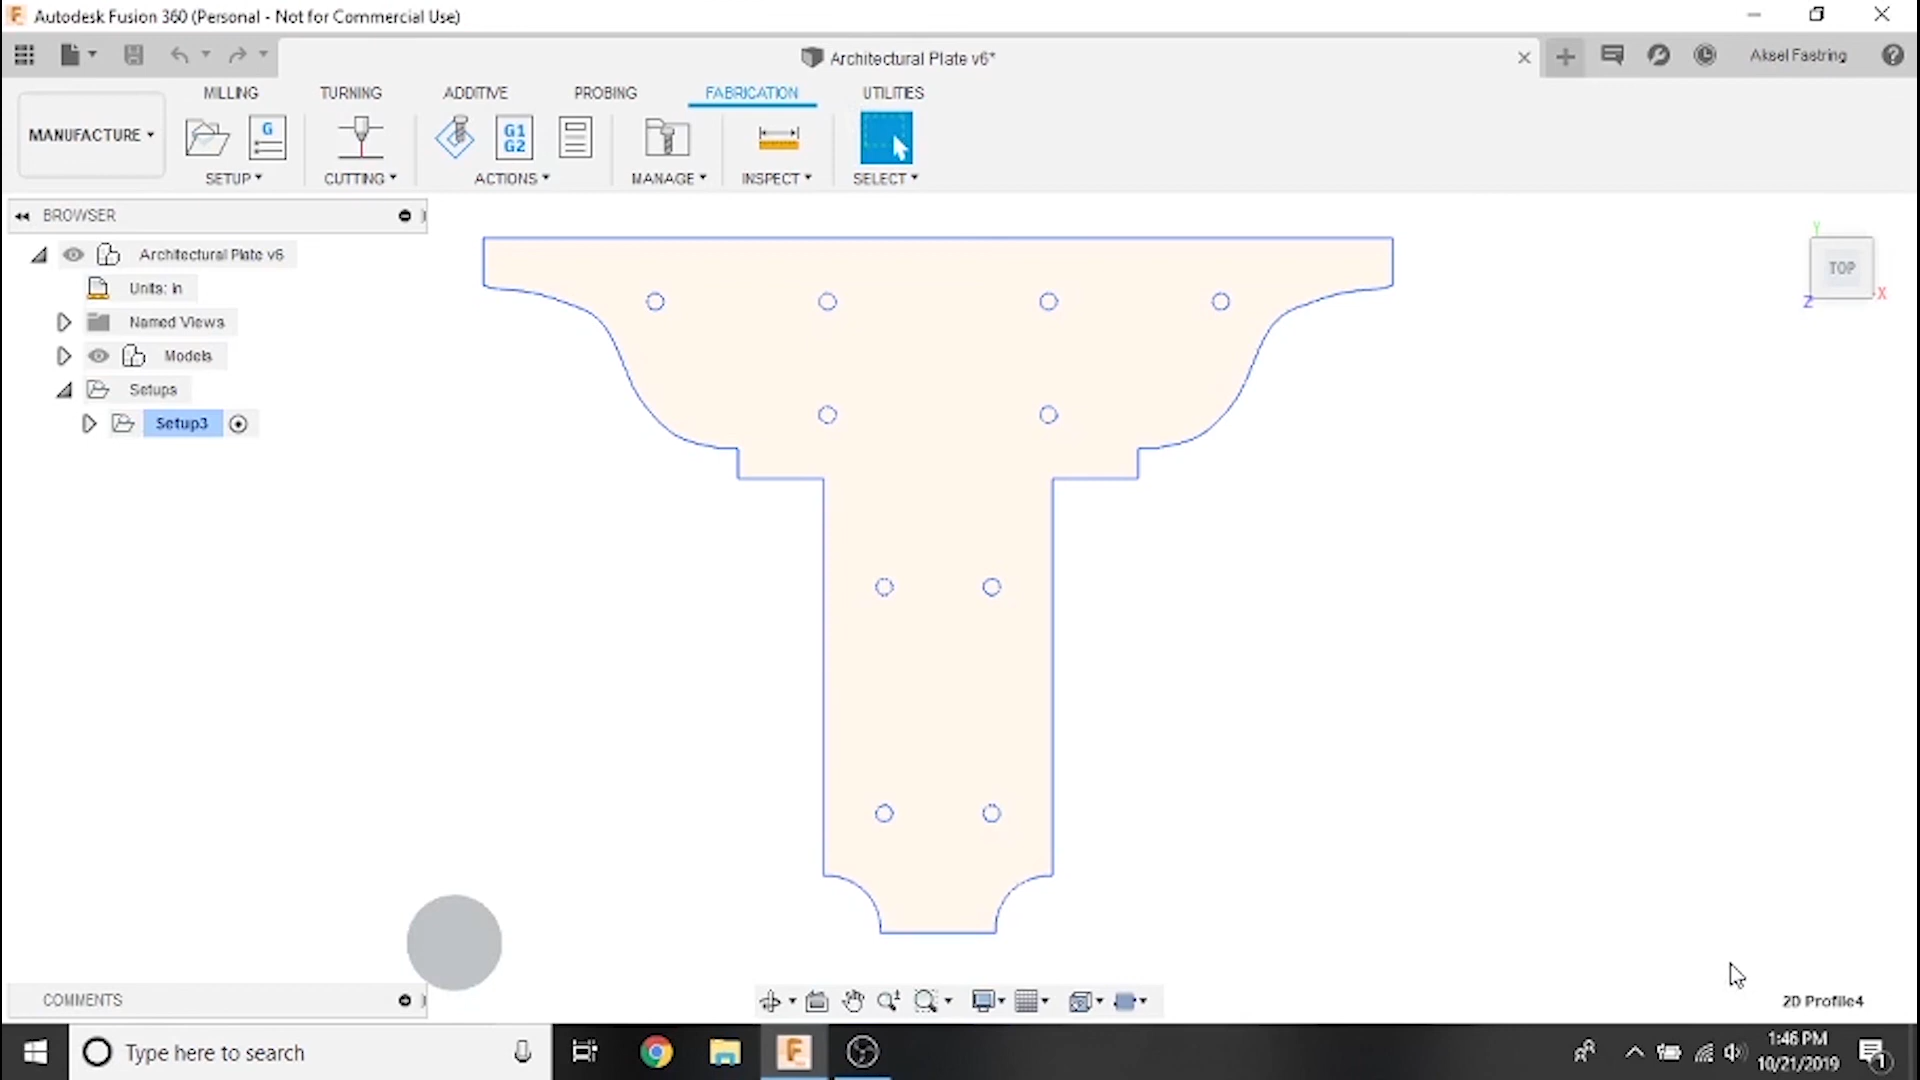 Autodesk Fusion 360 (Personal - Not for Commercial Use)
Architectural Plate v6*
Aksel Fastring
MILLING TURNING ADDITIVE PROBING FABRICATION UTILITIES
MANUFACTURE
G
G1
G2
SETUP CUTTING ACTIONS MANAGE INSPECT SELECT
BROWSER
Architectural Plate v6
Units: in
Named Views
Models
Setups
Setup3
Y
TOP
Z X
COMMENTS
2D Profile4
Type here to search
1:46 PM
10/21/2019
1